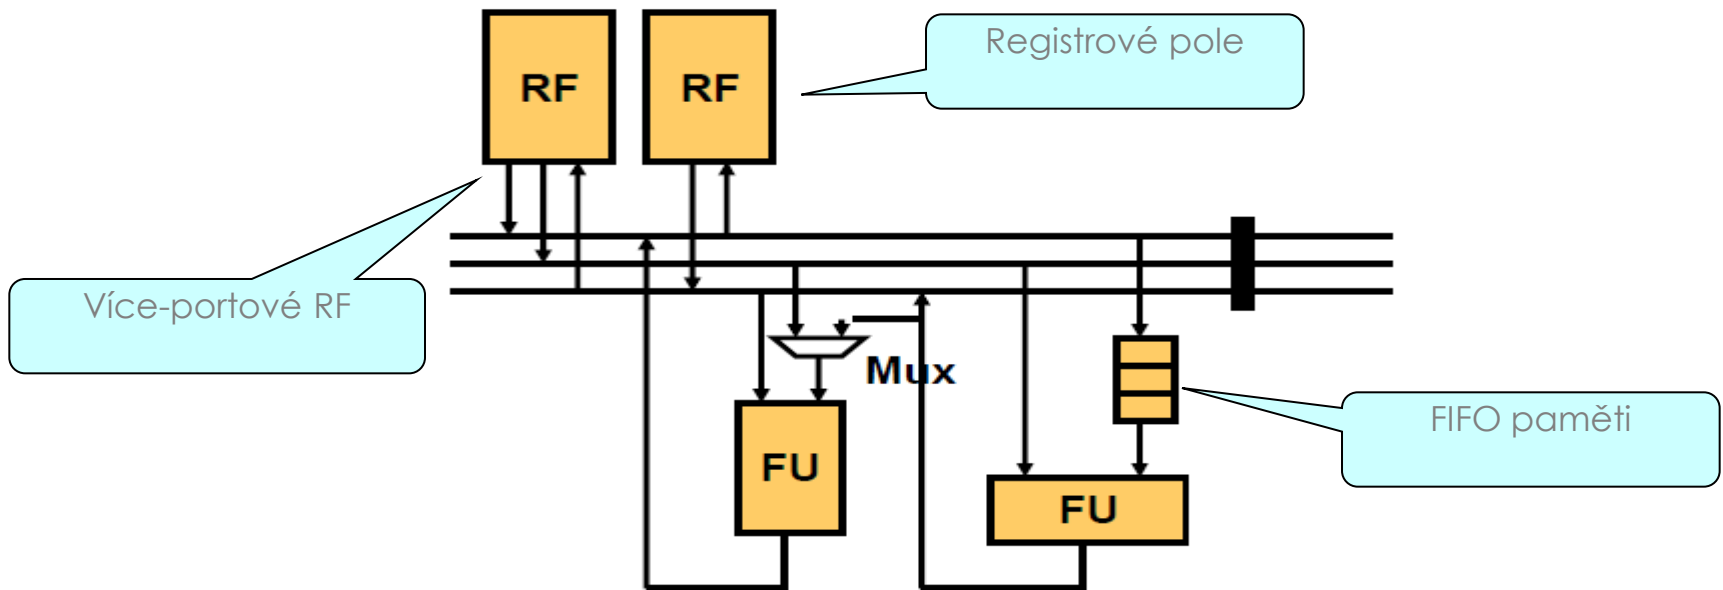 RF
RF
Registrové pole
Více-portové RF
Mux
FIFO paměti
FU
FU